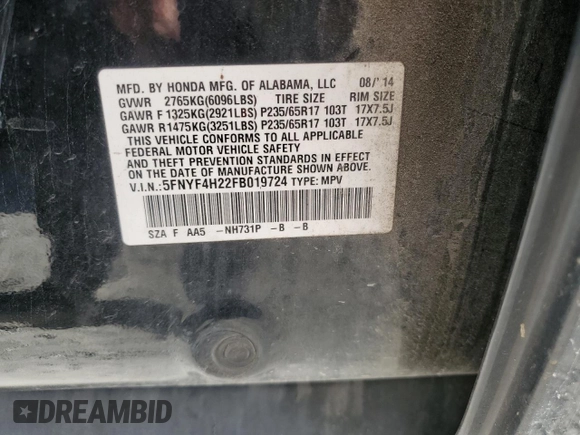 MFD. BY HONDA MFG. OF ALABAMA, LLC 08/'14
GVWR 2765KG(6096LBS) TIRE SIZE RIM SIZE
GAWR F 1325KG(2921LBS) P235/65R17 103T 17X7.5J
GAWR R1475KG(3251LBS) P235/65R17 103T 17X7.5J
THIS VEHICLE CONFORMS TO ALL APPLICABLE
FEDERAL MOTOR VEHICLE SAFETY
AND THEFT PREVENTION STANDARDS IN EFFECT
ON THE DATE OF MANUFACTURE SHOWN ABOVE.
V.I.N.: 5FNYF4H22FB019724 TYPE: MPV
SZA F AA5 -NH731P -B -B
DREAMBID